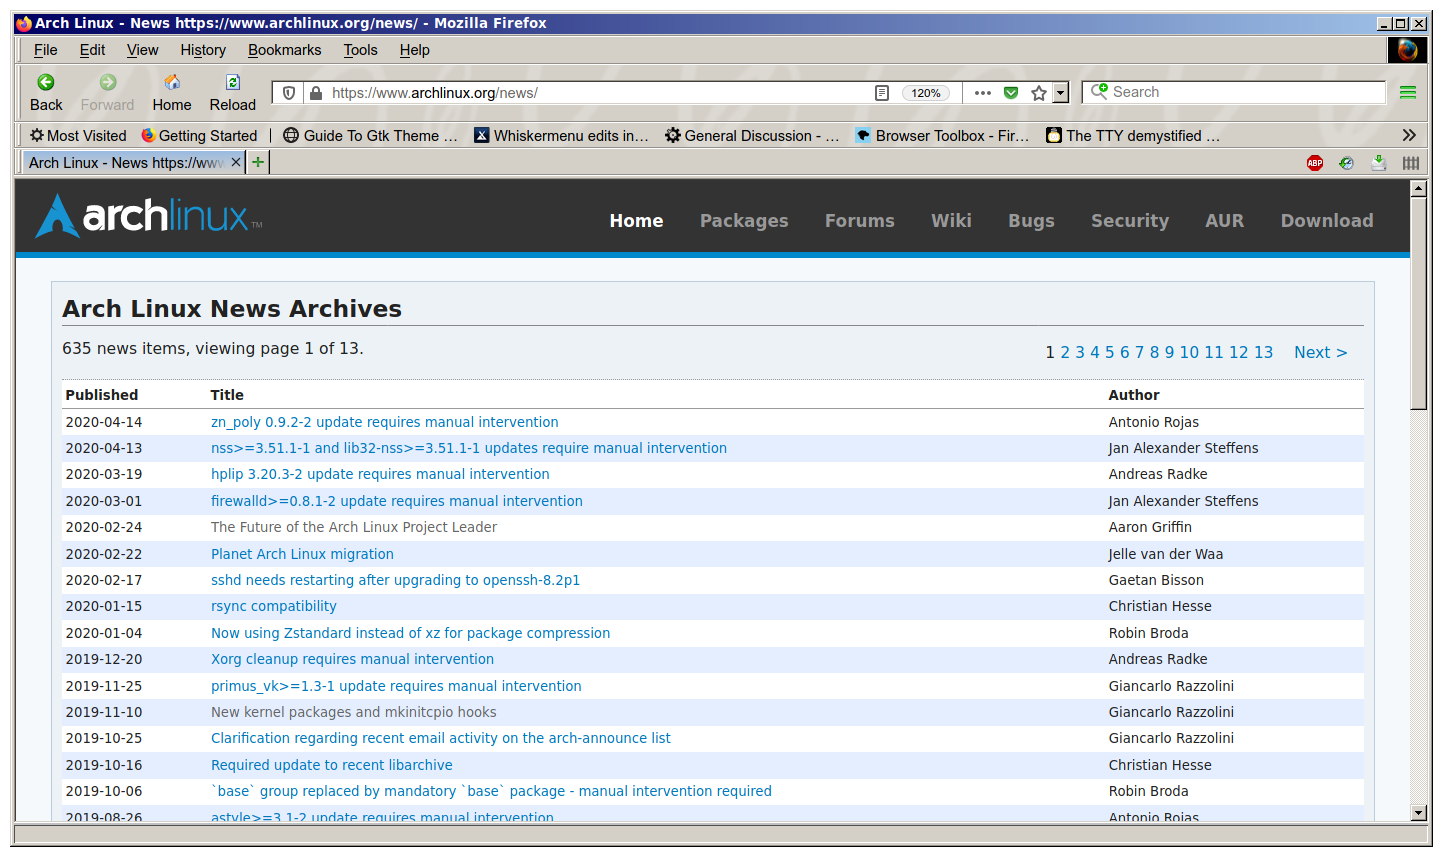 Arch Linux - News https://www.archlinux.org/news/ - Mozilla Firefox
File Edit View History Bookmarks Tools Help
Back Forward Home Reload https://www.archlinux.org/news/ 120% Search
Most Visited Getting Started Guide To Gtk Theme ... Whiskermenu edits in... General Discussion - ... Browser Toolbox - Fir... The TTY demystified ...
Arch Linux - News https://www ABP
archlinux™ Home Packages Forums Wiki Bugs Security AUR Download
Arch Linux News Archives
635 news items, viewing page 1 of 13. 1 2 3 4 5 6 7 8 9 10 11 12 13 Next >
Published Title Author
2020-04-14 zn_poly 0.9.2-2 update requires manual intervention Antonio Rojas
2020-04-13 nss>=3.51.1-1 and lib32-nss>=3.51.1-1 updates require manual intervention Jan Alexander Steffens
2020-03-19 hplip 3.20.3-2 update requires manual intervention Andreas Radke
2020-03-01 firewalld>=0.8.1-2 update requires manual intervention Jan Alexander Steffens
2020-02-24 The Future of the Arch Linux Project Leader Aaron Griffin
2020-02-22 Planet Arch Linux migration Jelle van der Waa
2020-02-17 sshd needs restarting after upgrading to openssh-8.2p1 Gaetan Bisson
2020-01-15 rsync compatibility Christian Hesse
2020-01-04 Now using Zstandard instead of xz for package compression Robin Broda
2019-12-20 Xorg cleanup requires manual intervention Andreas Radke
2019-11-25 primus_vk>=1.3-1 update requires manual intervention Giancarlo Razzolini
2019-11-10 New kernel packages and mkinitcpio hooks Giancarlo Razzolini
2019-10-25 Clarification regarding recent email activity on the arch-announce list Giancarlo Razzolini
2019-10-16 Required update to recent libarchive Christian Hesse
2019-10-06 `base` group replaced by mandatory `base` package - manual intervention required Robin Broda
2019-08-26 astyle>=3.1-2 update requires manual intervention Antonio Rojas